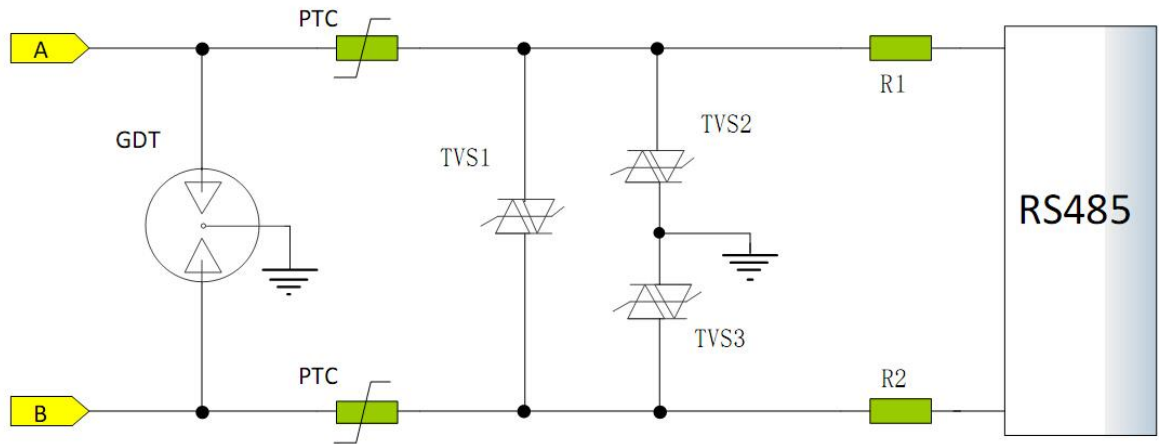 PTC
A
R1
GDT
TVS1
TVS2
RS485
TVS3
PTC
R2
B